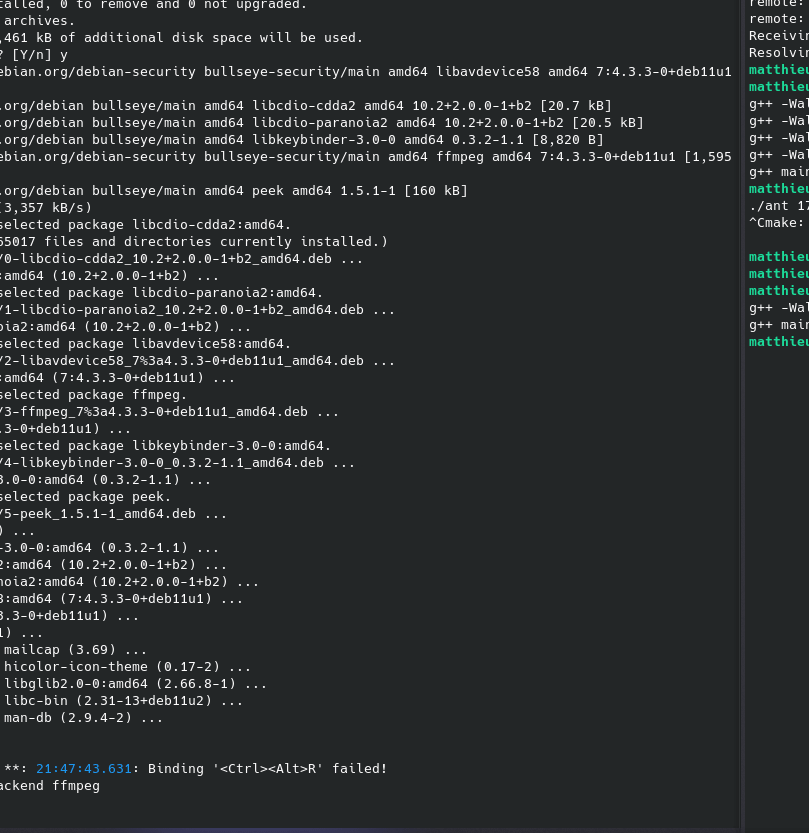 talled, 0 to remove and 0 not upgraded.
archives.
,461 kB of additional disk space will be used.
? [Y/n] y
ebian.org/debian-security bullseye-security/main amd64 libavdevice58 amd64 7:4.3.3-0+deb11u1
.org/debian bullseye/main amd64 libcdio-cdda2 amd64 10.2+2.0.0-1+b2 [20.7 kB]
.org/debian bullseye/main amd64 libcdio-paranoia2 amd64 10.2+2.0.0-1+b2 [20.5 kB]
.org/debian bullseye/main amd64 libkeybinder-3.0-0 amd64 0.3.2-1.1 [8,820 B]
ebian.org/debian-security bullseye-security/main amd64 ffmpeg amd64 7:4.3.3-0+deb11u1 [1,595
.org/debian bullseye/main amd64 peek amd64 1.5.1-1 [160 kB]
(3,357 kB/s)
selected package libcdio-cdda2:amd64.
65017 files and directories currently installed.)
/0-libcdio-cdda2_10.2+2.0.0-1+b2_amd64.deb ...
:amd64 (10.2+2.0.0-1+b2) ...
selected package libcdio-paranoia2:amd64.
/1-libcdio-paranoia2_10.2+2.0.0-1+b2_amd64.deb ...
oia2:amd64 (10.2+2.0.0-1+b2) ...
selected package libavdevice58:amd64.
/2-libavdevice58_7%3a4.3.3-0+deb11u1_amd64.deb ...
:amd64 (7:4.3.3-0+deb11u1) ...
selected package ffmpeg.
/3-ffmpeg_7%3a4.3.3-0+deb11u1_amd64.deb ...
.3-0+deb11u1) ...
selected package libkeybinder-3.0-0:amd64.
/4-libkeybinder-3.0-0_0.3.2-1.1_amd64.deb ...
3.0-0:amd64 (0.3.2-1.1) ...
selected package peek.
/5-peek_1.5.1-1_amd64.deb ...
) ...
-3.0-0:amd64 (0.3.2-1.1) ...
2:amd64 (10.2+2.0.0-1+b2) ...
noia2:amd64 (10.2+2.0.0-1+b2) ...
8:amd64 (7:4.3.3-0+deb11u1) ...
3.3-0+deb11u1) ...
1) ...
mailcap (3.69) ...
hicolor-icon-theme (0.17-2) ...
libglib2.0-0:amd64 (2.66.8-1) ...
libc-bin (2.31-13+deb11u2) ...
man-db (2.9.4-2) ...
**: 21:47:43.631: Binding '<Ctrl><Alt>R' failed!
ackend ffmpeg
remote:
remote:
Receivin
Resolvin
matthieu
matthieu
g++ -Wal
g++ -Wal
g++ -Wal
g++ -Wal
g++ main
matthieu
./ant 17
^Cmake:
matthieu
matthieu
matthieu
g++ -Wal
g++ main
matthieu